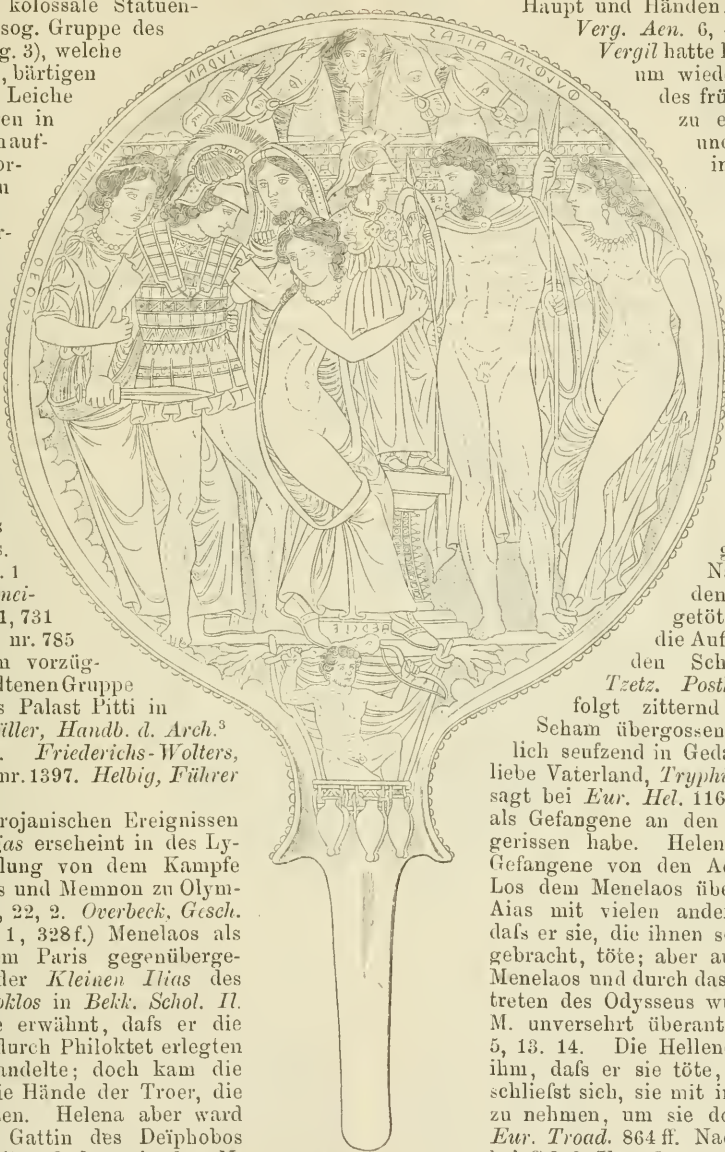 kolossale Statuen-
sog. Gruppe des
g. 3), welche
, bärtigen
Leiche
en in
nauf-
or-
1, 731
nr. 785
m vorzüg-
ltenen Gruppe
s Palast Pitti in
üller, Handb. d. Arch.³
Friederichs-Wolters,
nr. 1397. Helbig, Führer
rojanischen Ereignissen
as erscheint in des Ly-
lung von dem Kampfe
s und Memnon zu Olym-
, 22, 2. Overbeck, Gesch.
1, 328 f.) Menelaos als
m Paris gegenüberge-
der Kleinen Ilias des
oklos in Bekk. Schol. Il.
e erwähnt, dafs er die
durch Philoktet erlegten
andelte; doch kam die
ie Hände der Troer, die
en. Helena aber ward
Gattin des Deïphobos
Haupt und Händen.
Verg. Aen. 6,
Vergil hatte
um wied
des frü
zu e
und
in
den
getöt
die Auf
den Sch
Tzetz. Post
folgt zitternd
Scham übergossen
lich seufzend in Geda
liebe Vaterland, Tryphi
sagt bei Eur. Hel. 116
als Gefangene an den
gerissen habe. Helen
Gefangene von den Ac
Los dem Menelaos übe
Aias mit vielen ande
dafs er sie, die ihnen s
gebracht, töte; aber au
Menelaos und durch das
treten des Odysseus wu
M. unversehrt überant
5, 13. 14. Die Hellen
ihm, dafs er sie töte,
schliefst sich, sie mit i
zu nehmen, um sie do
Eur. Troad. 864 ff. Na